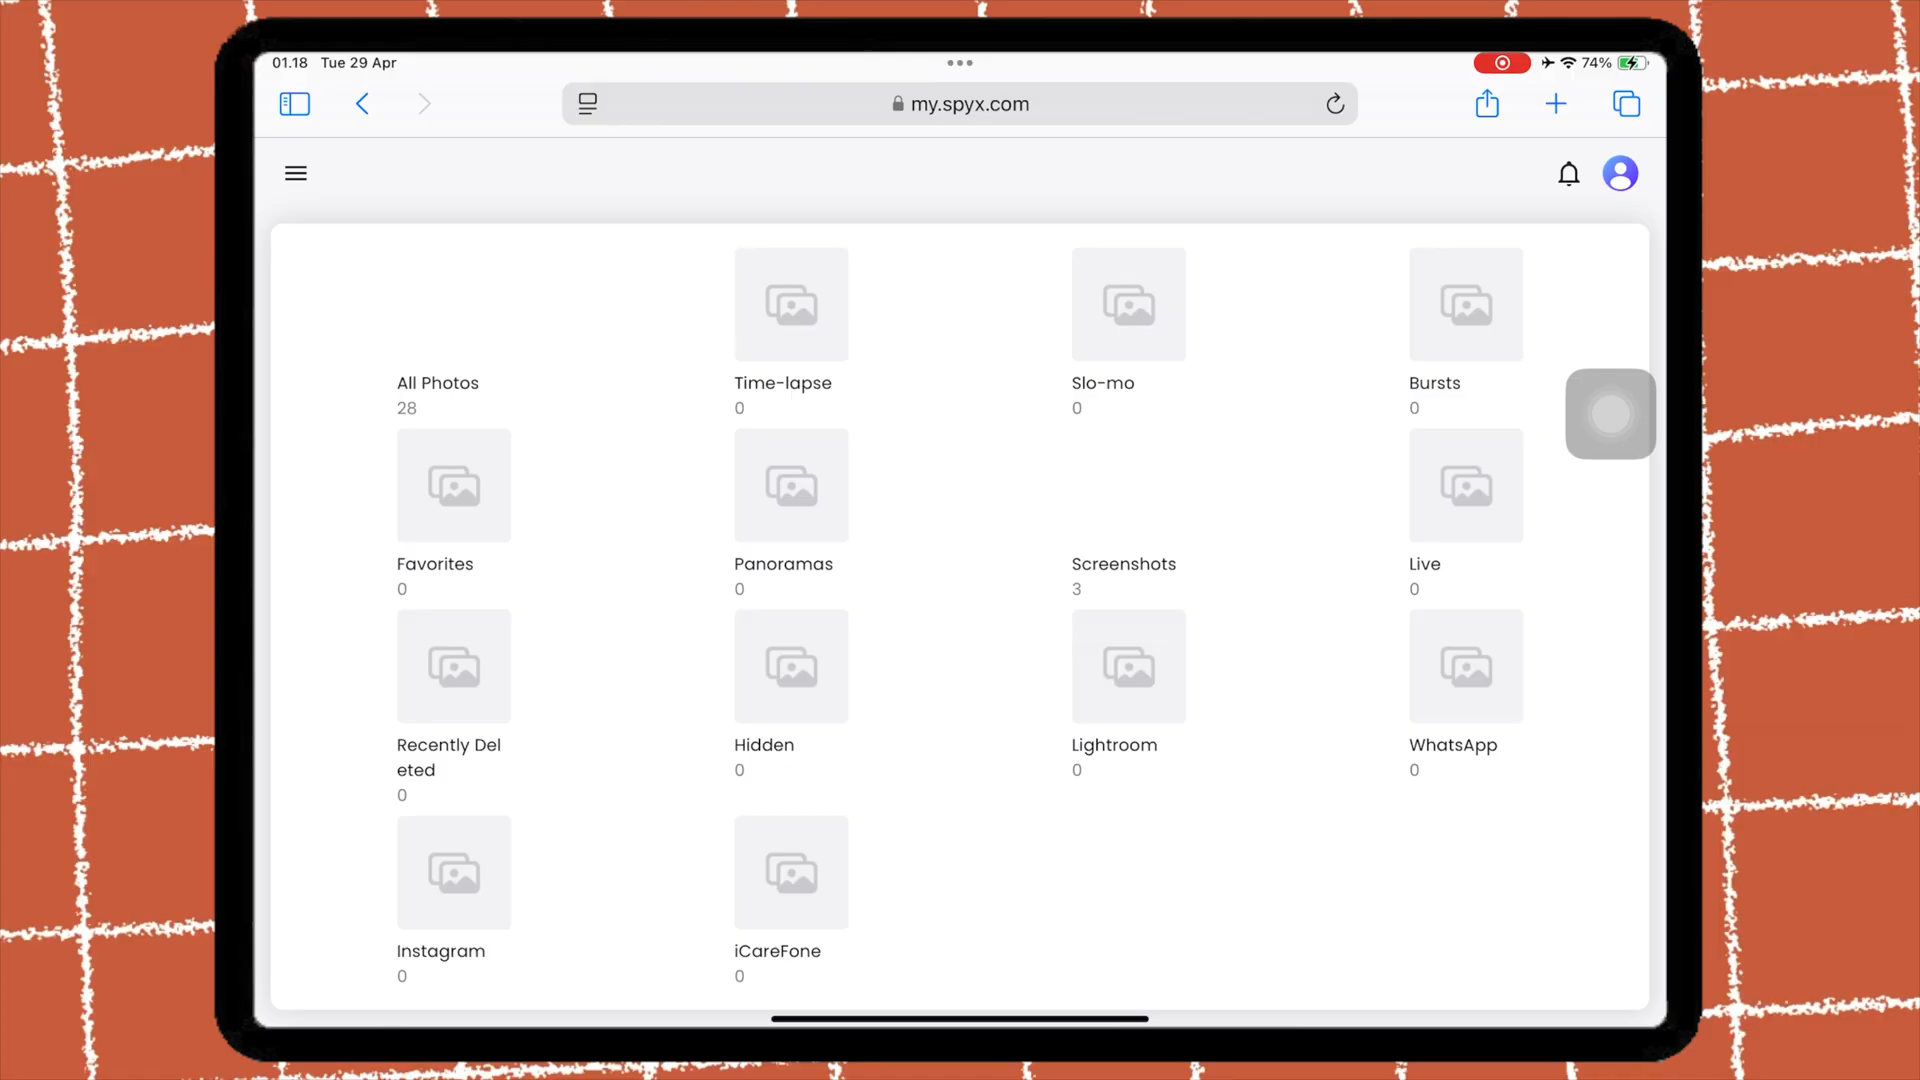 01.18 Tue 29 Apr
74%
my.spyx.com
All Photos
28
Time-lapse
0
Slo-mo
0
Bursts
0
Favorites
0
Panoramas
0
Screenshots
3
Live
0
Recently Del
eted
0
Hidden
0
Lightroom
0
WhatsApp
0
Instagram
0
iCareFone
0